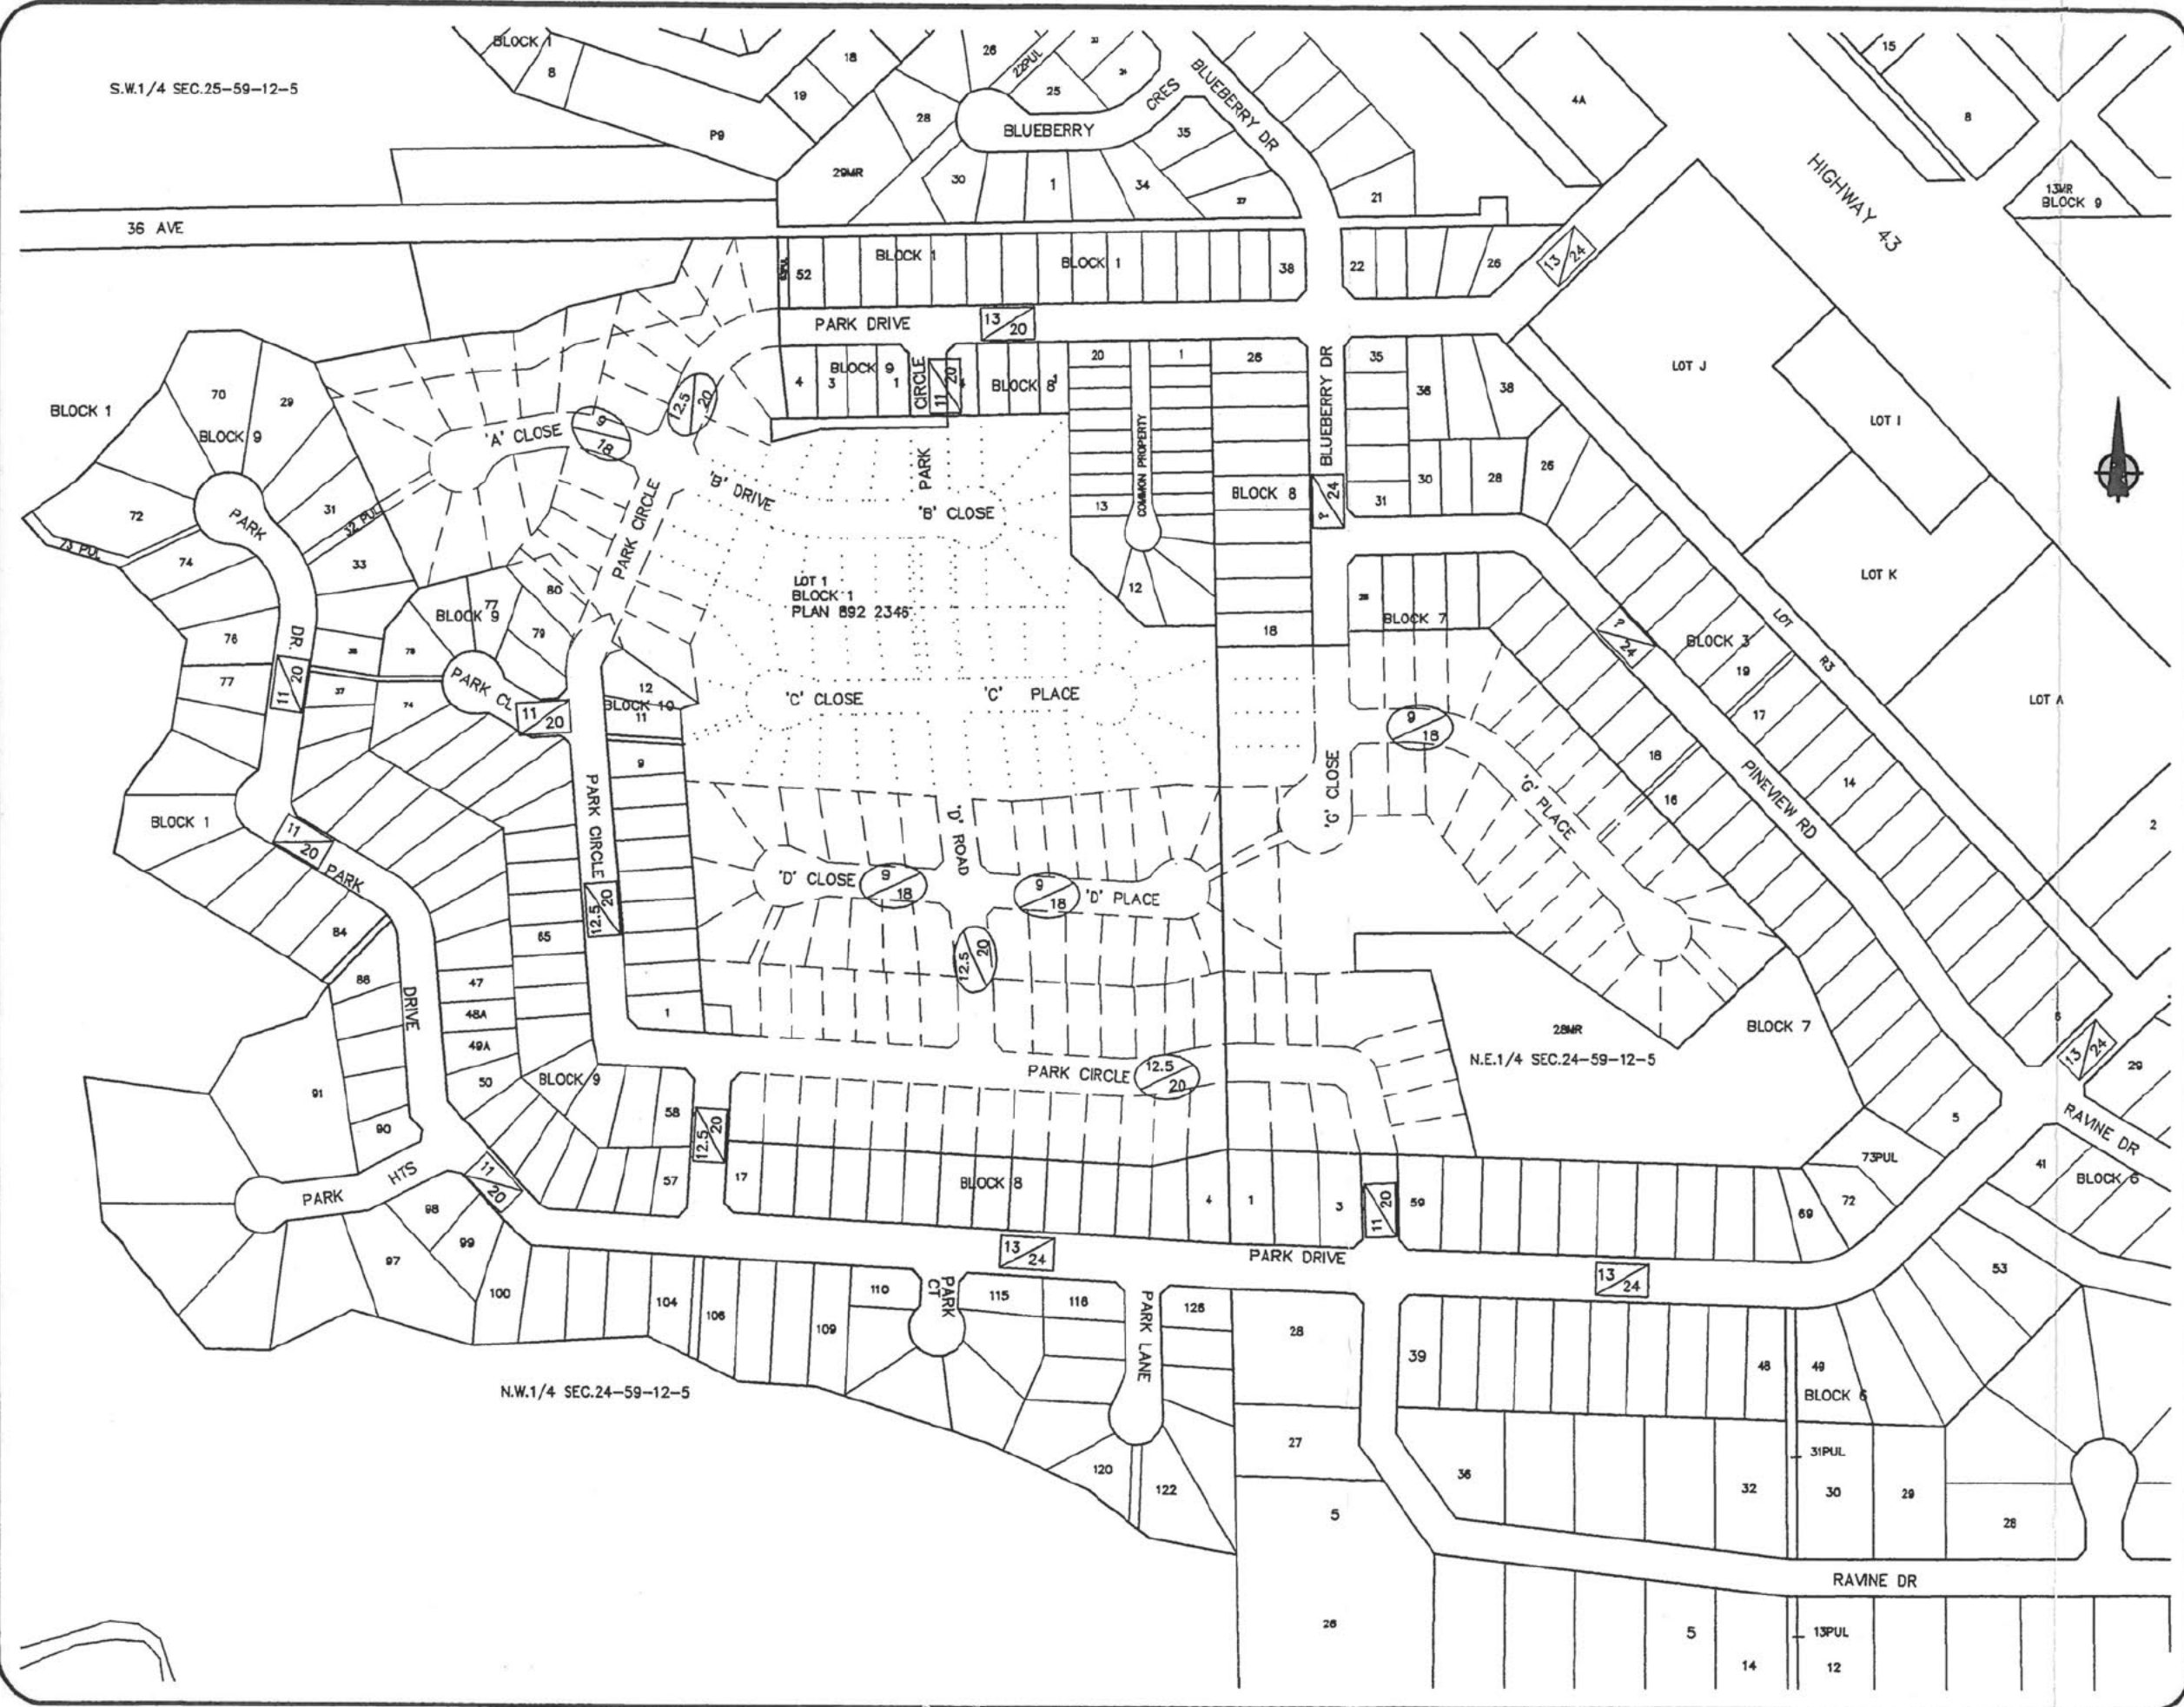 BLOCK 1
8
18
26
22PUL
25
BLUEBERRY DR
15
S.W.1/4 SEC.25-59-12-5
19
CRES
4A
8
P9
28
BLUEBERRY
35
HIGHWAY 43
29MR
30
1
34
37
21
13MR
BLOCK 9
36 AVE
52
BLOCK 1
BLOCK 1
38
22
26
13/24
PARK DRIVE
13/20
LOT J
BLOCK 1
70
29
BLOCK 9
4
3
BLOCK 9
1
CIRCLE
11/20
BLOCK 8
1
20
1
26
BLUEBERRY DR
35
36
38
LOT I
'A' CLOSE
9/18
12.5/20
'B' DRIVE
PARK
'B' CLOSE
COMMON PROPERTY
13
BLOCK 8
?/24
31
30
28
26
72
PARK
31
32 PUL
73 PUL
74
33
PARK CIRCLE
LOT 1
BLOCK 1
PLAN 892 2346
12
LOT K
BLOCK 9
77
80
79
18
BLOCK 7
?/24
BLOCK 3
LOT R3
76
DR.
77
11/20
37
78
74
PARK CL
11/20
12
BLOCK 10
11
'C' CLOSE
'C' PLACE
9/18
19
17
LOT A
9
18
16
14
BLOCK 1
11/20
PARK
PARK CIRCLE
'D' ROAD
'G' CLOSE
'G' PLACE
PINEVIEW RD
2
'D' CLOSE
9/18
9/18
'D' PLACE
84
65
12.5/20
12.5/20
86
DRIVE
47
48A
49A
50
1
BLOCK 9
PARK CIRCLE
12.5/20
28MR
N.E.1/4 SEC.24-59-12-5
BLOCK 7
6
13/24
29
91
90
58
12.5/20
5
RAVINE DR
PARK
HTS
11/20
57
17
BLOCK 8
4
1
3
11/20
59
69
72
73PUL
41
BLOCK 6
98
99
97
100
13/24
PARK DRIVE
13/24
53
104
106
109
110
PARK
CT
115
116
PARK LANE
126
28
39
48
49
BLOCK 6
N.W.1/4 SEC.24-59-12-5
27
120
122
36
32
31PUL
30
29
28
5
RAVINE DR
26
5
14
13PUL
12